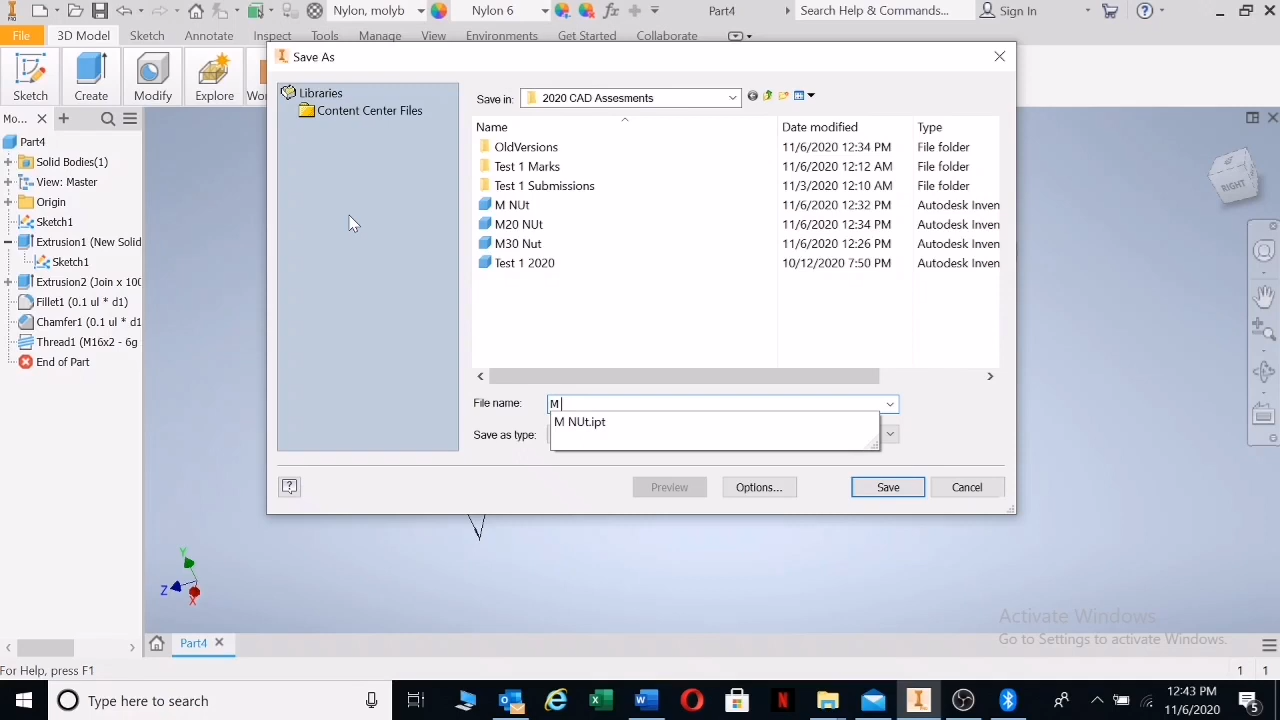 Nylon, molyb
Nylon 6
Part4
Search Help & Commands...
Sign In
File
3D Model
Sketch
Annotate
Inspect
Tools
Manage
View
Environments
Get Started
Collaborate
Sketch
Create
Modify
Explore
Save As
Libraries
Content Center Files
Save in:
2020 CAD Assesments
Name
Date modified
Type
OldVersions
11/6/2020 12:34 PM
File folder
Test 1 Marks
11/6/2020 12:12 AM
File folder
Test 1 Submissions
11/3/2020 12:10 AM
File folder
M NUt
11/6/2020 12:32 PM
Autodesk Inven
M20 NUt
11/6/2020 12:34 PM
Autodesk Inven
M30 Nut
11/6/2020 12:26 PM
Autodesk Inven
Test 1 2020
10/12/2020 7:50 PM
Autodesk Inven
File name:
M
M NUt.ipt
Save as type:
Preview
Options...
Save
Cancel
Mo...
Part4
Solid Bodies(1)
View: Master
Origin
Sketch1
Extrusion1 (New Solid
Sketch1
Extrusion2 (Join x 100
Fillet1 (0.1 ul * d1)
Chamfer1 (0.1 ul * d1
Thread1 (M16x2 - 6g
End of Part
RIGHT
Y
Z
X
Activate Windows
Go to Settings to activate Windows.
Part4
For Help, press F1
1
1
Type here to search
12:43 PM
11/6/2020
5